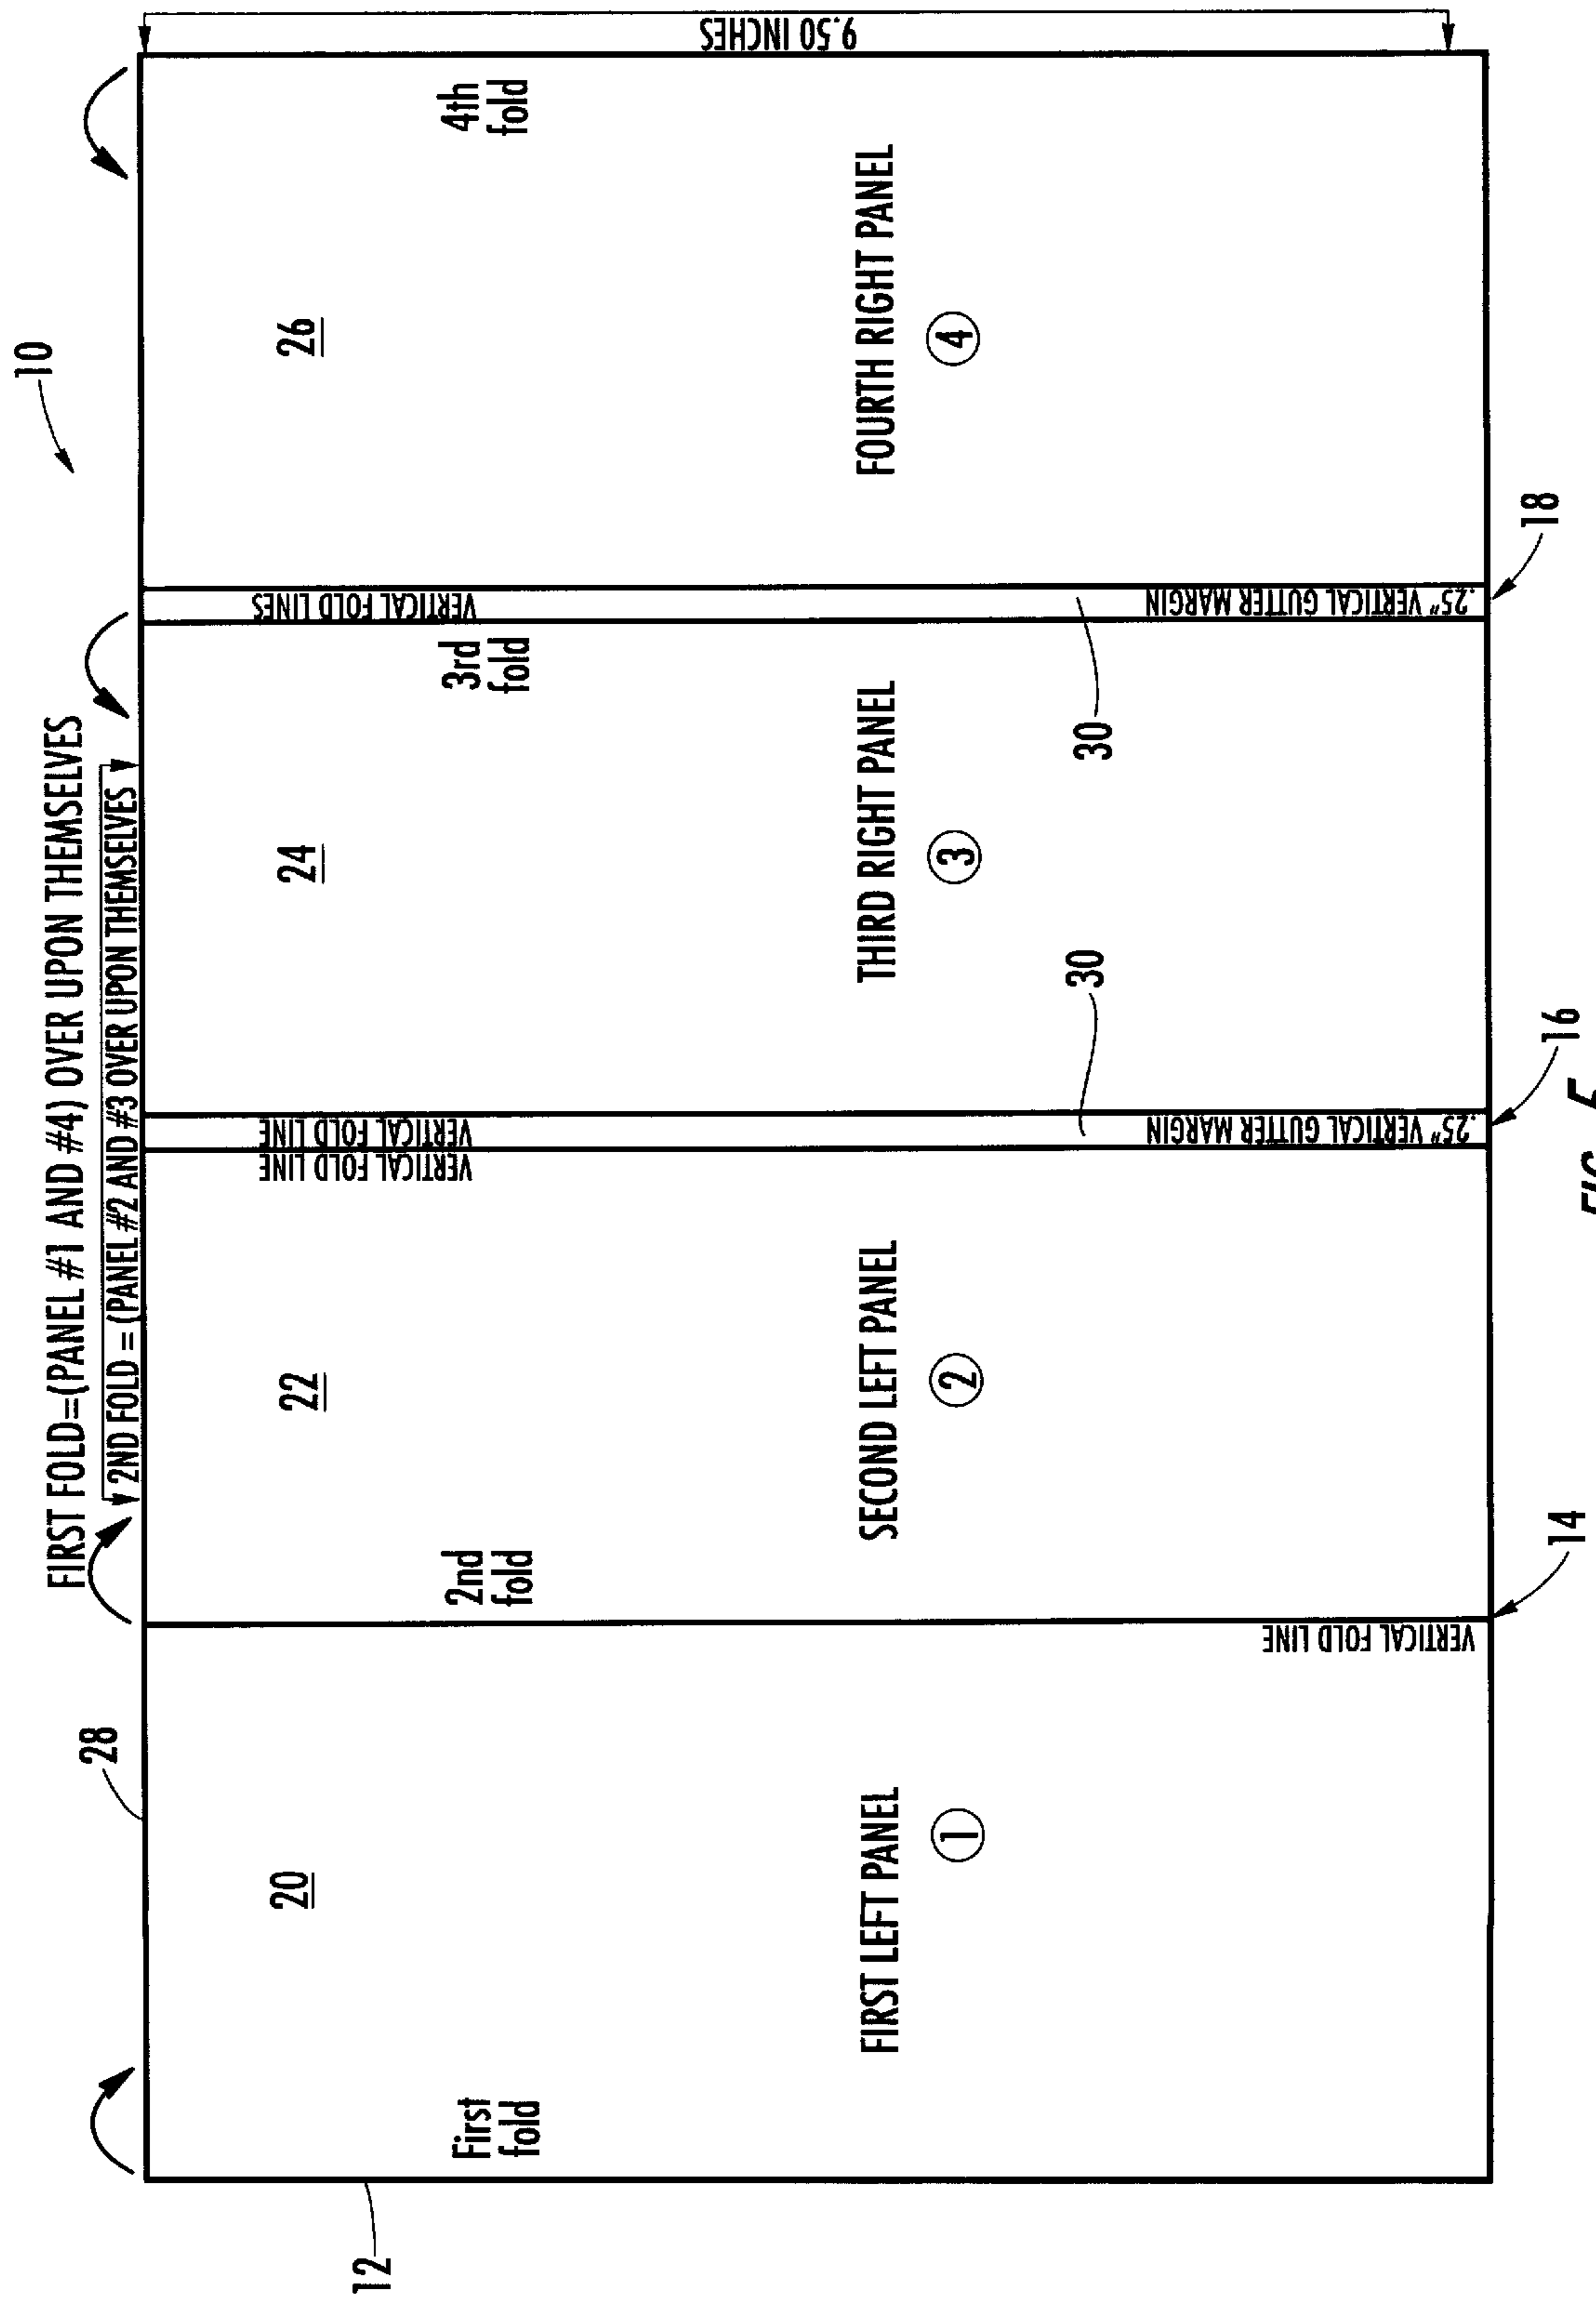 10
FIRST FOLD=(PANEL #1 AND #4) OVER UPON THEMSELVES
2ND FOLD = (PANEL #2 AND #3 OVER UPON THEMSELVES
28
12
20
22
24
26
First
fold
2nd
fold
3rd
fold
4th
fold
VERTICAL FOLD LINE
VERTICAL FOLD LINE
VERTICAL FOLD LINES
9.50 INCHES
FIRST LEFT PANEL
1
SECOND LEFT PANEL
2
THIRD RIGHT PANEL
3
FOURTH RIGHT PANEL
4
30
30
VERTICAL FOLD LINE
.25" VERTICAL GUTTER MARGIN
.25" VERTICAL GUTTER MARGIN
14
16
18